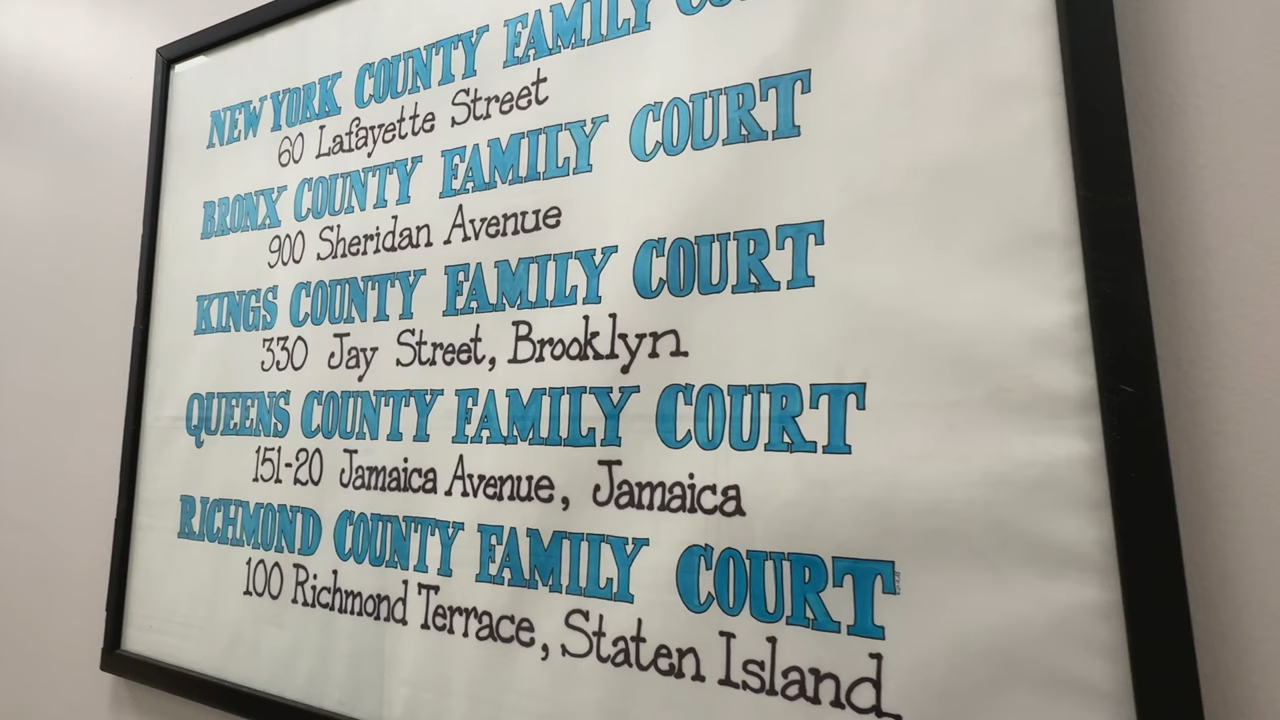 NEW YORK COUNTY FAMILY
60 Lafayette Street
BRONX COUNTY FAMILY COURT
900 Sheridan Avenue
KINGS COUNTY FAMILY COURT
330 Jay Street, Brooklyn
QUEENS COUNTY FAMILY COURT
151-20 Jamaica Avenue, Jamaica
RICHMOND COUNTY FAMILY COURT
100 Richmond Terrace, Staten Island